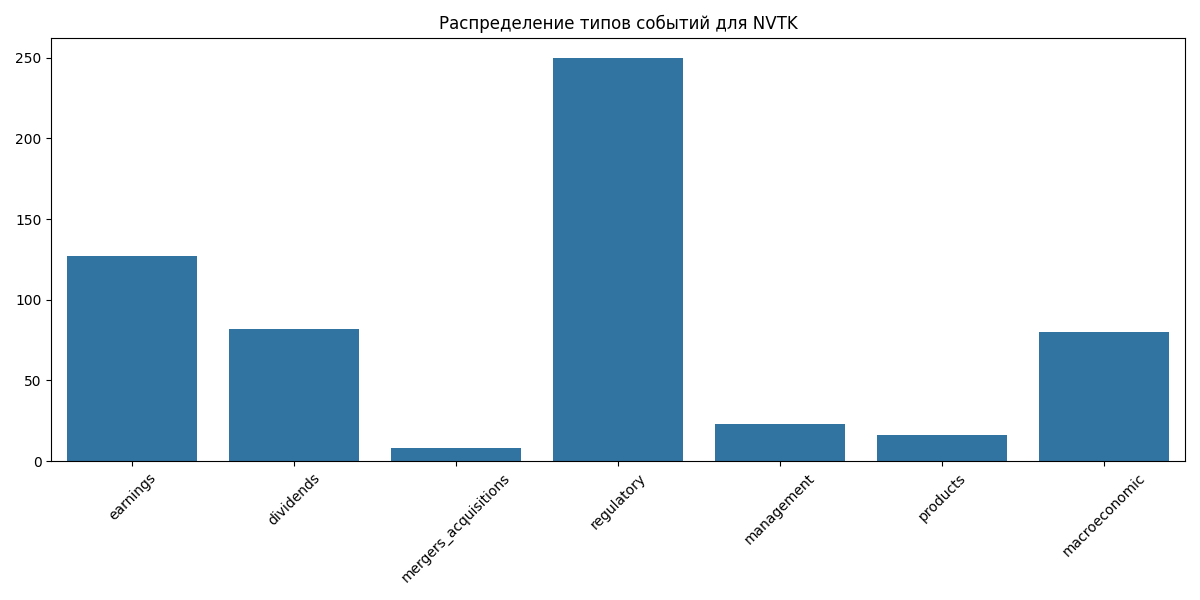 Распределение типов событий для NVTK
250
200
150
100
50
0
earnings
dividends
mergers_acquisitions
regulatory
management
products
macroeconomic